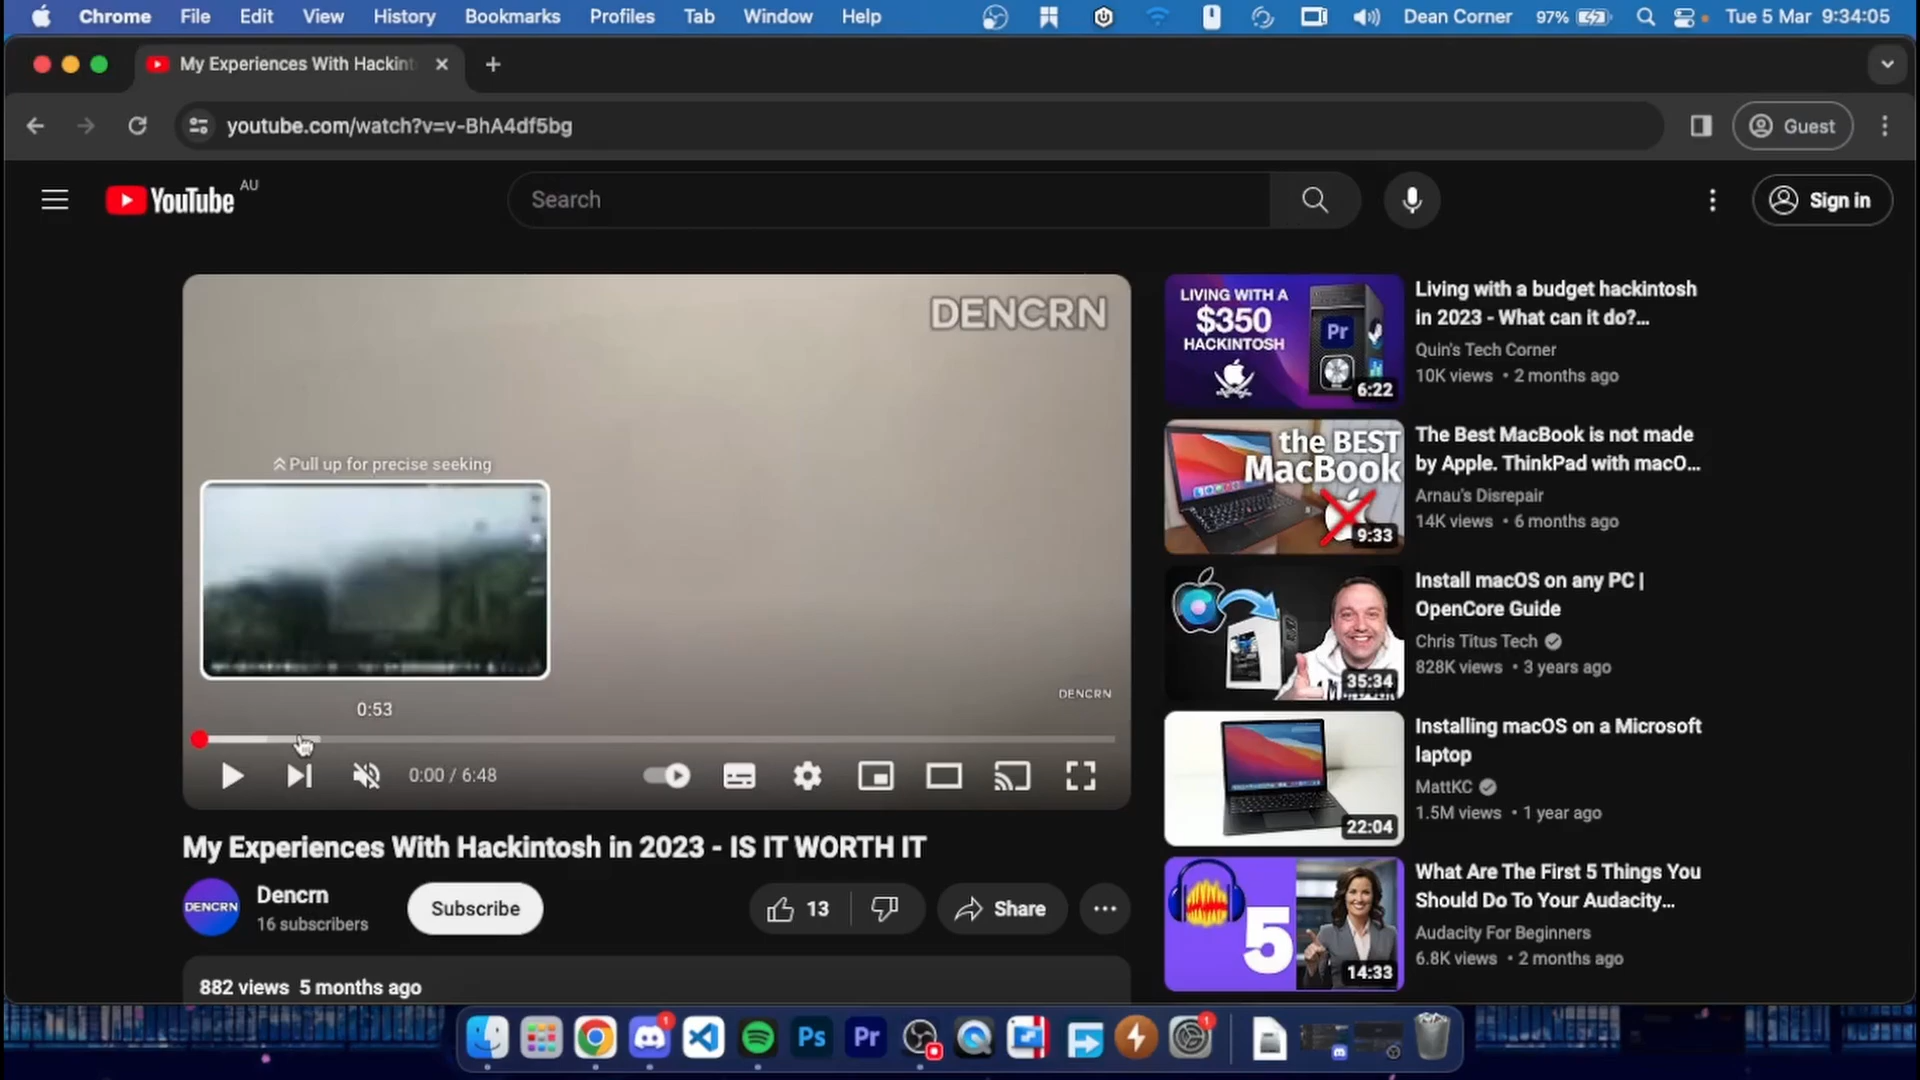 Chrome File Edit View History Bookmarks Profiles Tab Window Help Dean Corner 97% Tue 5 Mar 9:34:05
My Experiences With Hackint
youtube.com/watch?v=v-BhA4df5bg
Guest
YouTube AU
Search
Sign in
DENCRN
Pull up for precise seeking
0:53
DENCRN
0:00 / 6:48
My Experiences With Hackintosh in 2023 - IS IT WORTH IT
DENCRN
Dencrn
16 subscribers
Subscribe
13
Share
882 views 5 months ago
LIVING WITH A
$350
HACKINTOSH
Pr
6:22
Living with a budget hackintosh
in 2023 - What can it do?...
Quin's Tech Corner
10K views • 2 months ago
the BEST
MacBook
9:33
The Best MacBook is not made
by Apple. ThinkPad with macO...
Arnau's Disrepair
14K views • 6 months ago
35:34
Install macOS on any PC |
OpenCore Guide
Chris Titus Tech
828K views • 3 years ago
22:04
Installing macOS on a Microsoft
laptop
MattKC
1.5M views • 1 year ago
5
14:33
What Are The First 5 Things You
Should Do To Your Audacity...
Audacity For Beginners
6.8K views • 2 months ago
1 Ps Pr 1